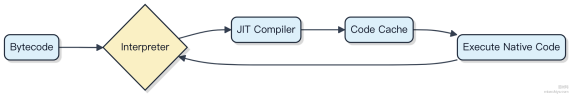 Bytecode
Interpreter
JIT Compiler
Code Cache
Execute Native Code